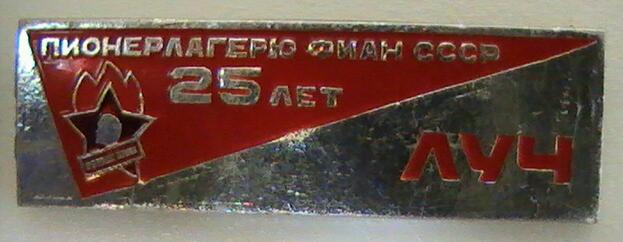 ПИОНЕРЛАГЕРЮ ФИАН СССР
25 ЛЕТ
ЛУЧ